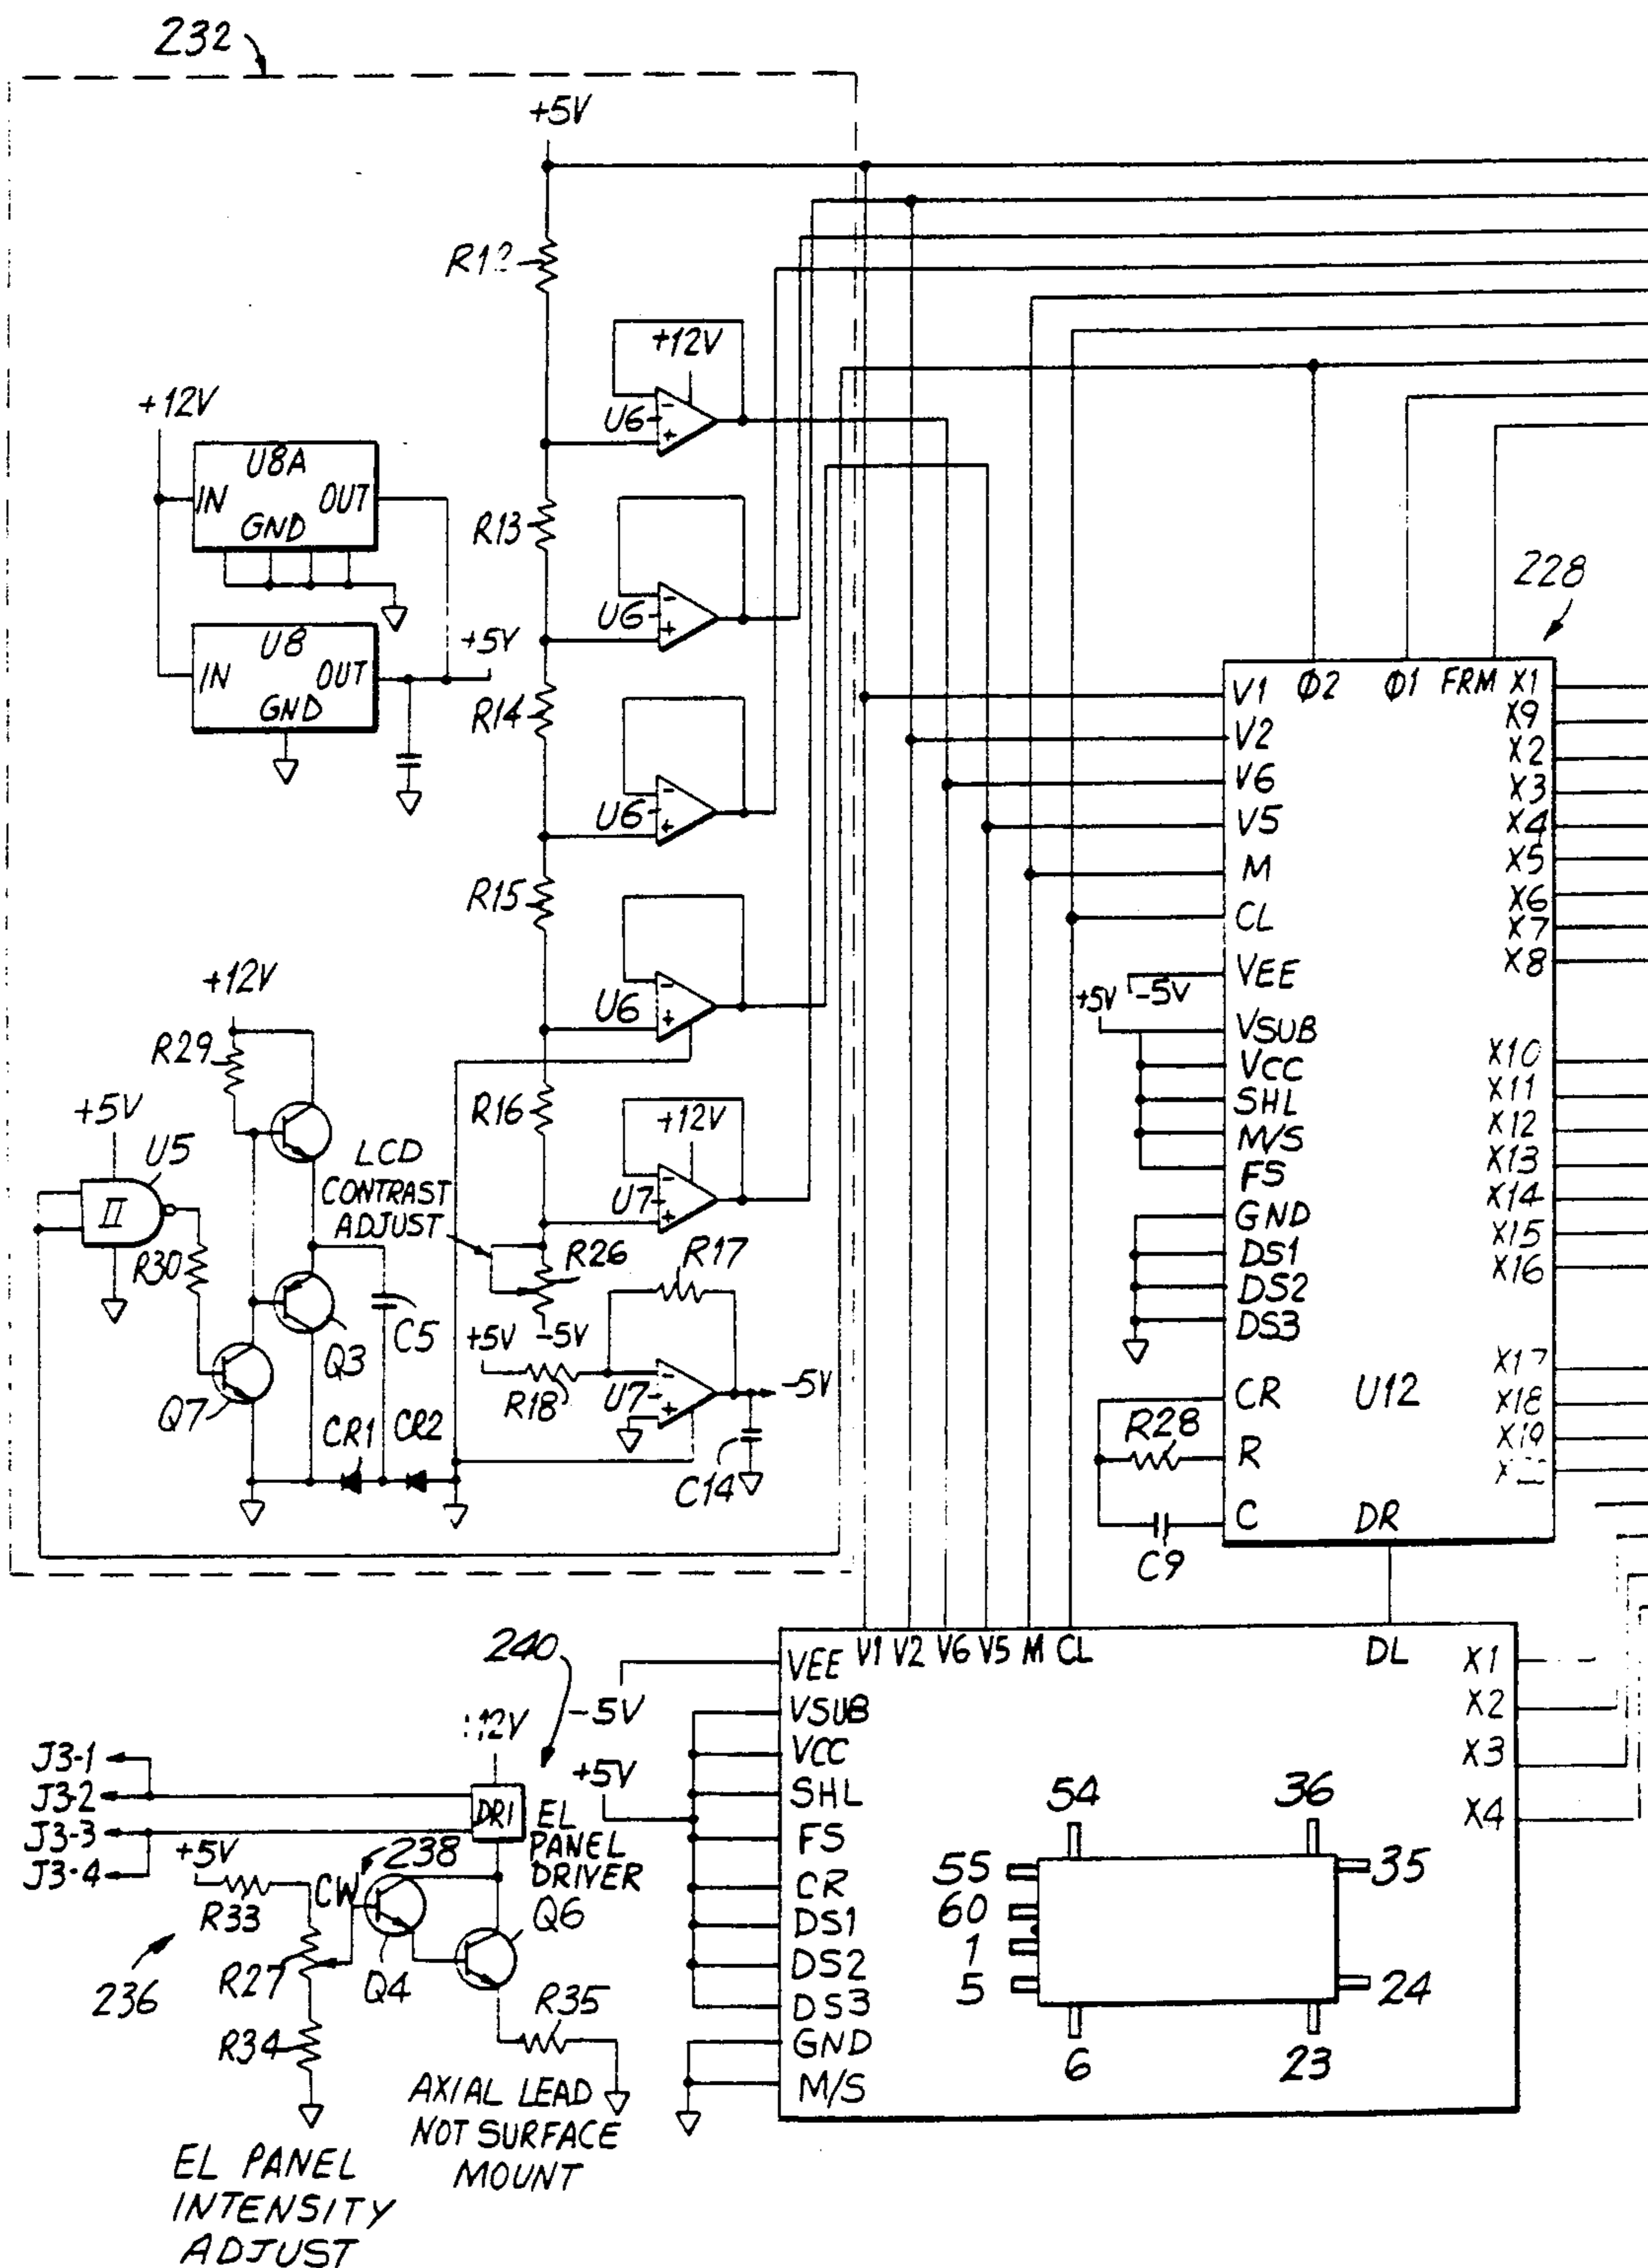 232
+5V
+12V
U6
- +
+12V
U8A
IN OUT
GND
R13
U6
- +
228
U8
IN OUT
GND
+5V
R14
U6
- +
R15
U6
- +
V1 Φ2 Φ1 FRM X1
X9
V2 X2
V6 X3
V5 X4
X5
M X6
X7
CL X8
VEE
+5V -5V
VSUB
VCC X10
SHL X11
M/S X12
FS X13
X14
GND X15
DS1 X16
DS2
DS3
X17
CR U12 X18
R28
R X19
C DR
C9
+12V
R29
+5V
U5
II
R30
Q7
Q3
C5
CR1 CR2
R16
LCD
CONTRAST
ADJUST
+12V
U7
- +
R26
R17
+5V -5V
R18
U7
- +
-5V
C14
240
-5V
+5V
VEE V1 V2 V6 V5 M CL DL X1
VSUB X2
VCC X3
SHL X4
FS
CR
DS1
DS2
DS3
GND
M/S
54 36
55 35
60
1
5 24
6 23
J3-1
J3-2
J3-3
J3-4
DR1
EL
PANEL
DRIVER
+5V
238
CW
R33
Q6
R27
Q4
236
R34
R35
AXIAL LEAD
NOT SURFACE
MOUNT
EL PANEL
INTENSITY
ADJUST